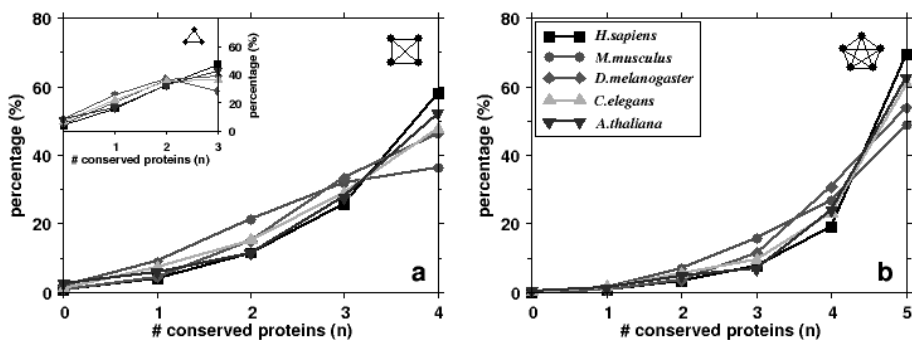 80
60
40
20
0
percentage (%)
0
1
2
3
4
# conserved proteins (n)
a
60
40
20
0
percentage (%)
0
1
2
3
# conserved proteins (n)
80
60
40
20
0
percentage (%)
0
1
2
3
4
5
# conserved proteins (n)
b
H.sapiens
M.musculus
D.melanogaster
C.elegans
A.thaliana